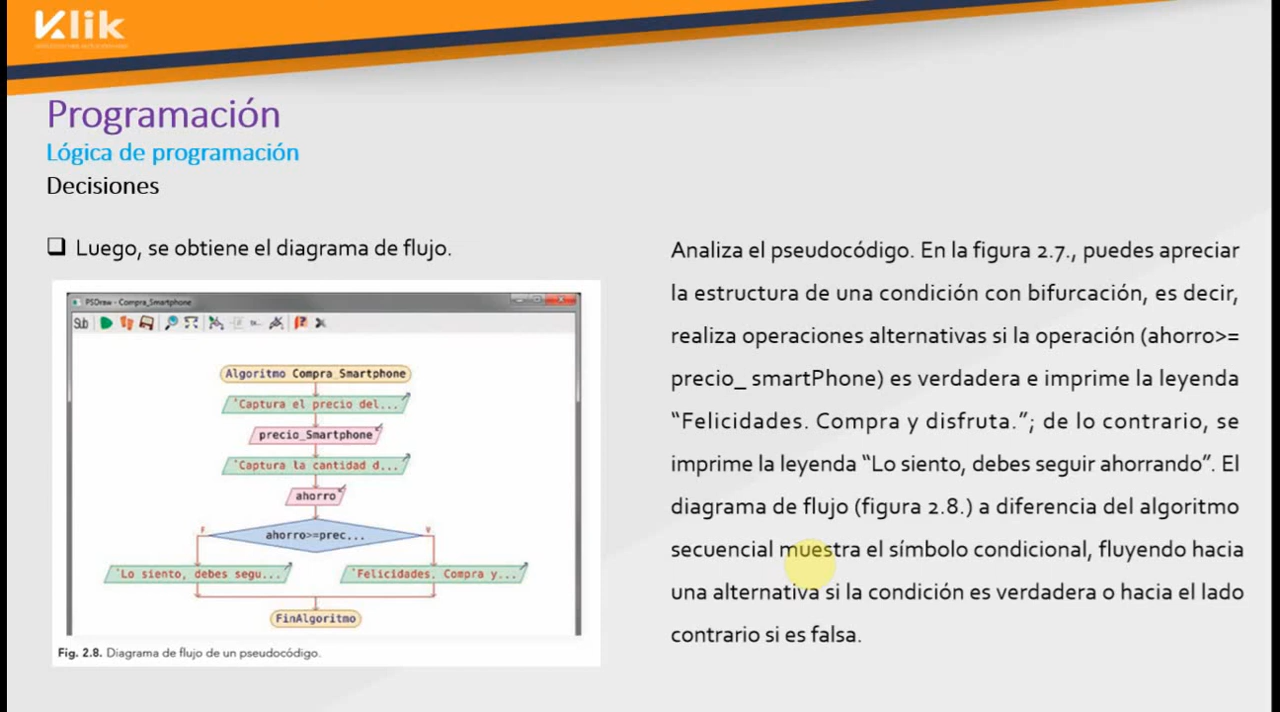 Klik
Programación
Lógica de programación
Decisiones
Luego, se obtiene el diagrama de flujo.
PSDraw - Compra_Smartphone
Sub
Algoritmo Compra_Smartphone
'Captura el precio del...
precio_Smartphone
'Captura la cantidad d...
ahorro
F
V
ahorro>=prec...
'Lo siento, debes segu...
'Felicidades. Compra y...
FinAlgoritmo
Fig. 2.8. Diagrama de flujo de un pseudocódigo.
Analiza el pseudocódigo. En la figura 2.7., puedes apreciar
la estructura de una condición con bifurcación, es decir,
realiza operaciones alternativas si la operación (ahorro>=
precio_ smartPhone) es verdadera e imprime la leyenda
“Felicidades. Compra y disfruta.”; de lo contrario, se
imprime la leyenda “Lo siento, debes seguir ahorrando”. El
diagrama de flujo (figura 2.8.) a diferencia del algoritmo
secuencial muestra el símbolo condicional, fluyendo hacia
una alternativa si la condición es verdadera o hacia el lado
contrario si es falsa.